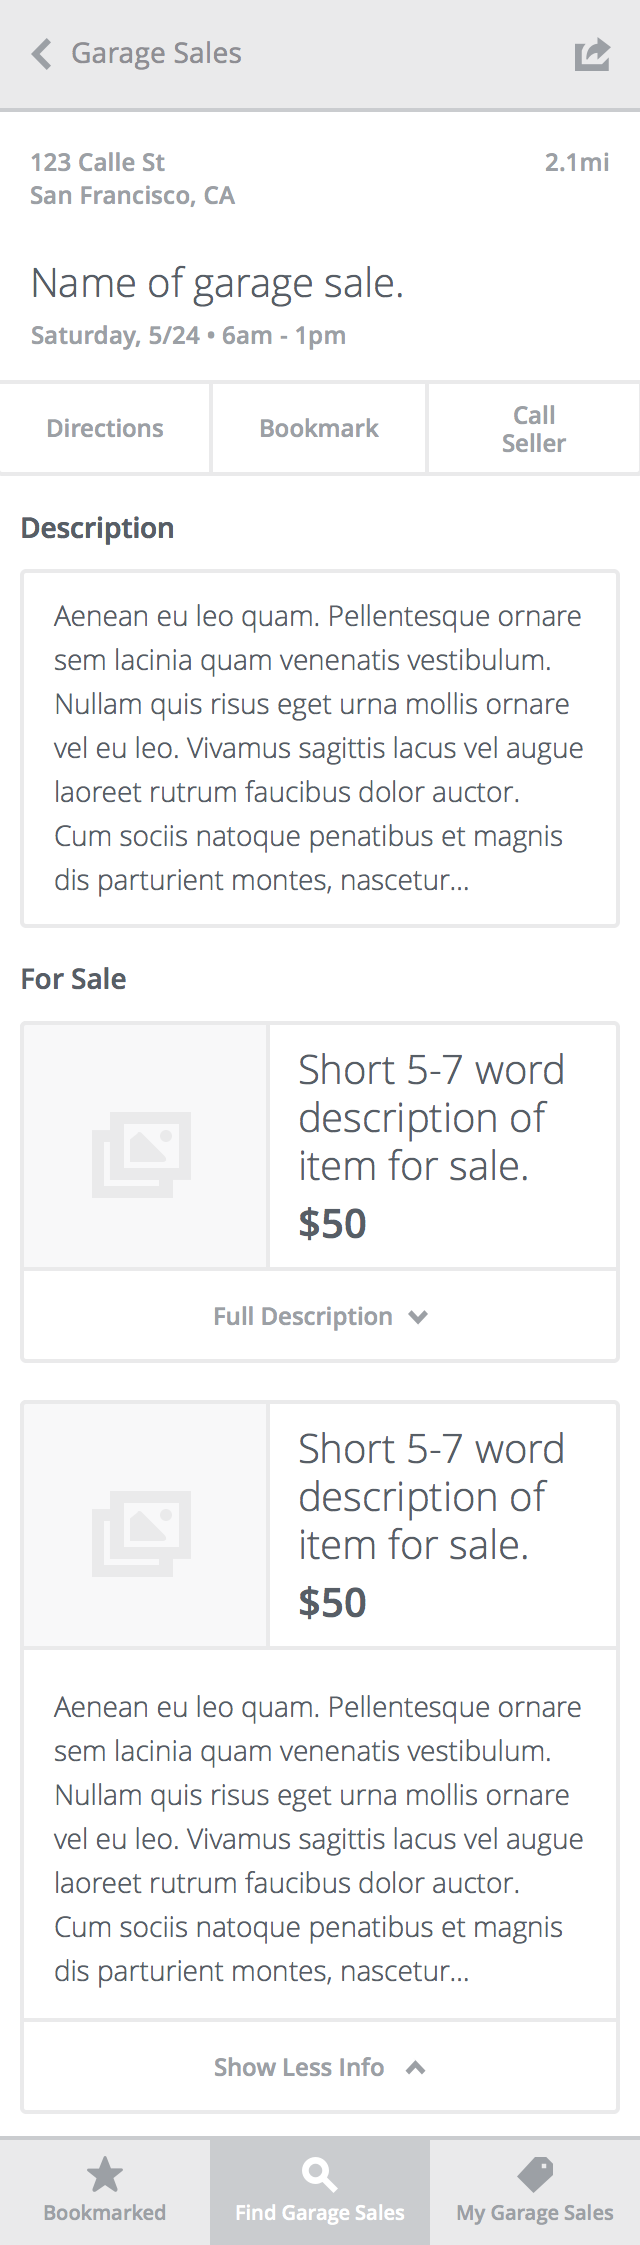 Garage Sales
123 Calle St
2.1mi
San Francisco, CA
Name of garage sale.
Saturday, 5/24 • 6am - 1pm
Directions
Bookmark
Call
Seller
Description
Aenean eu leo quam. Pellentesque ornare
sem lacinia quam venenatis vestibulum.
Nullam quis risus eget urna mollis ornare
vel eu leo. Vivamus sagittis lacus vel augue
laoreet rutrum faucibus dolor auctor.
Cum sociis natoque penatibus et magnis
dis parturient montes, nascetur...
For Sale
Short 5-7 word
description of
item for sale.
$50
Full Description
Short 5-7 word
description of
item for sale.
$50
Aenean eu leo quam. Pellentesque ornare
sem lacinia quam venenatis vestibulum.
Nullam quis risus eget urna mollis ornare
vel eu leo. Vivamus sagittis lacus vel augue
laoreet rutrum faucibus dolor auctor.
Cum sociis natoque penatibus et magnis
dis parturient montes, nascetur...
Show Less Info
Bookmarked
Find Garage Sales
My Garage Sales